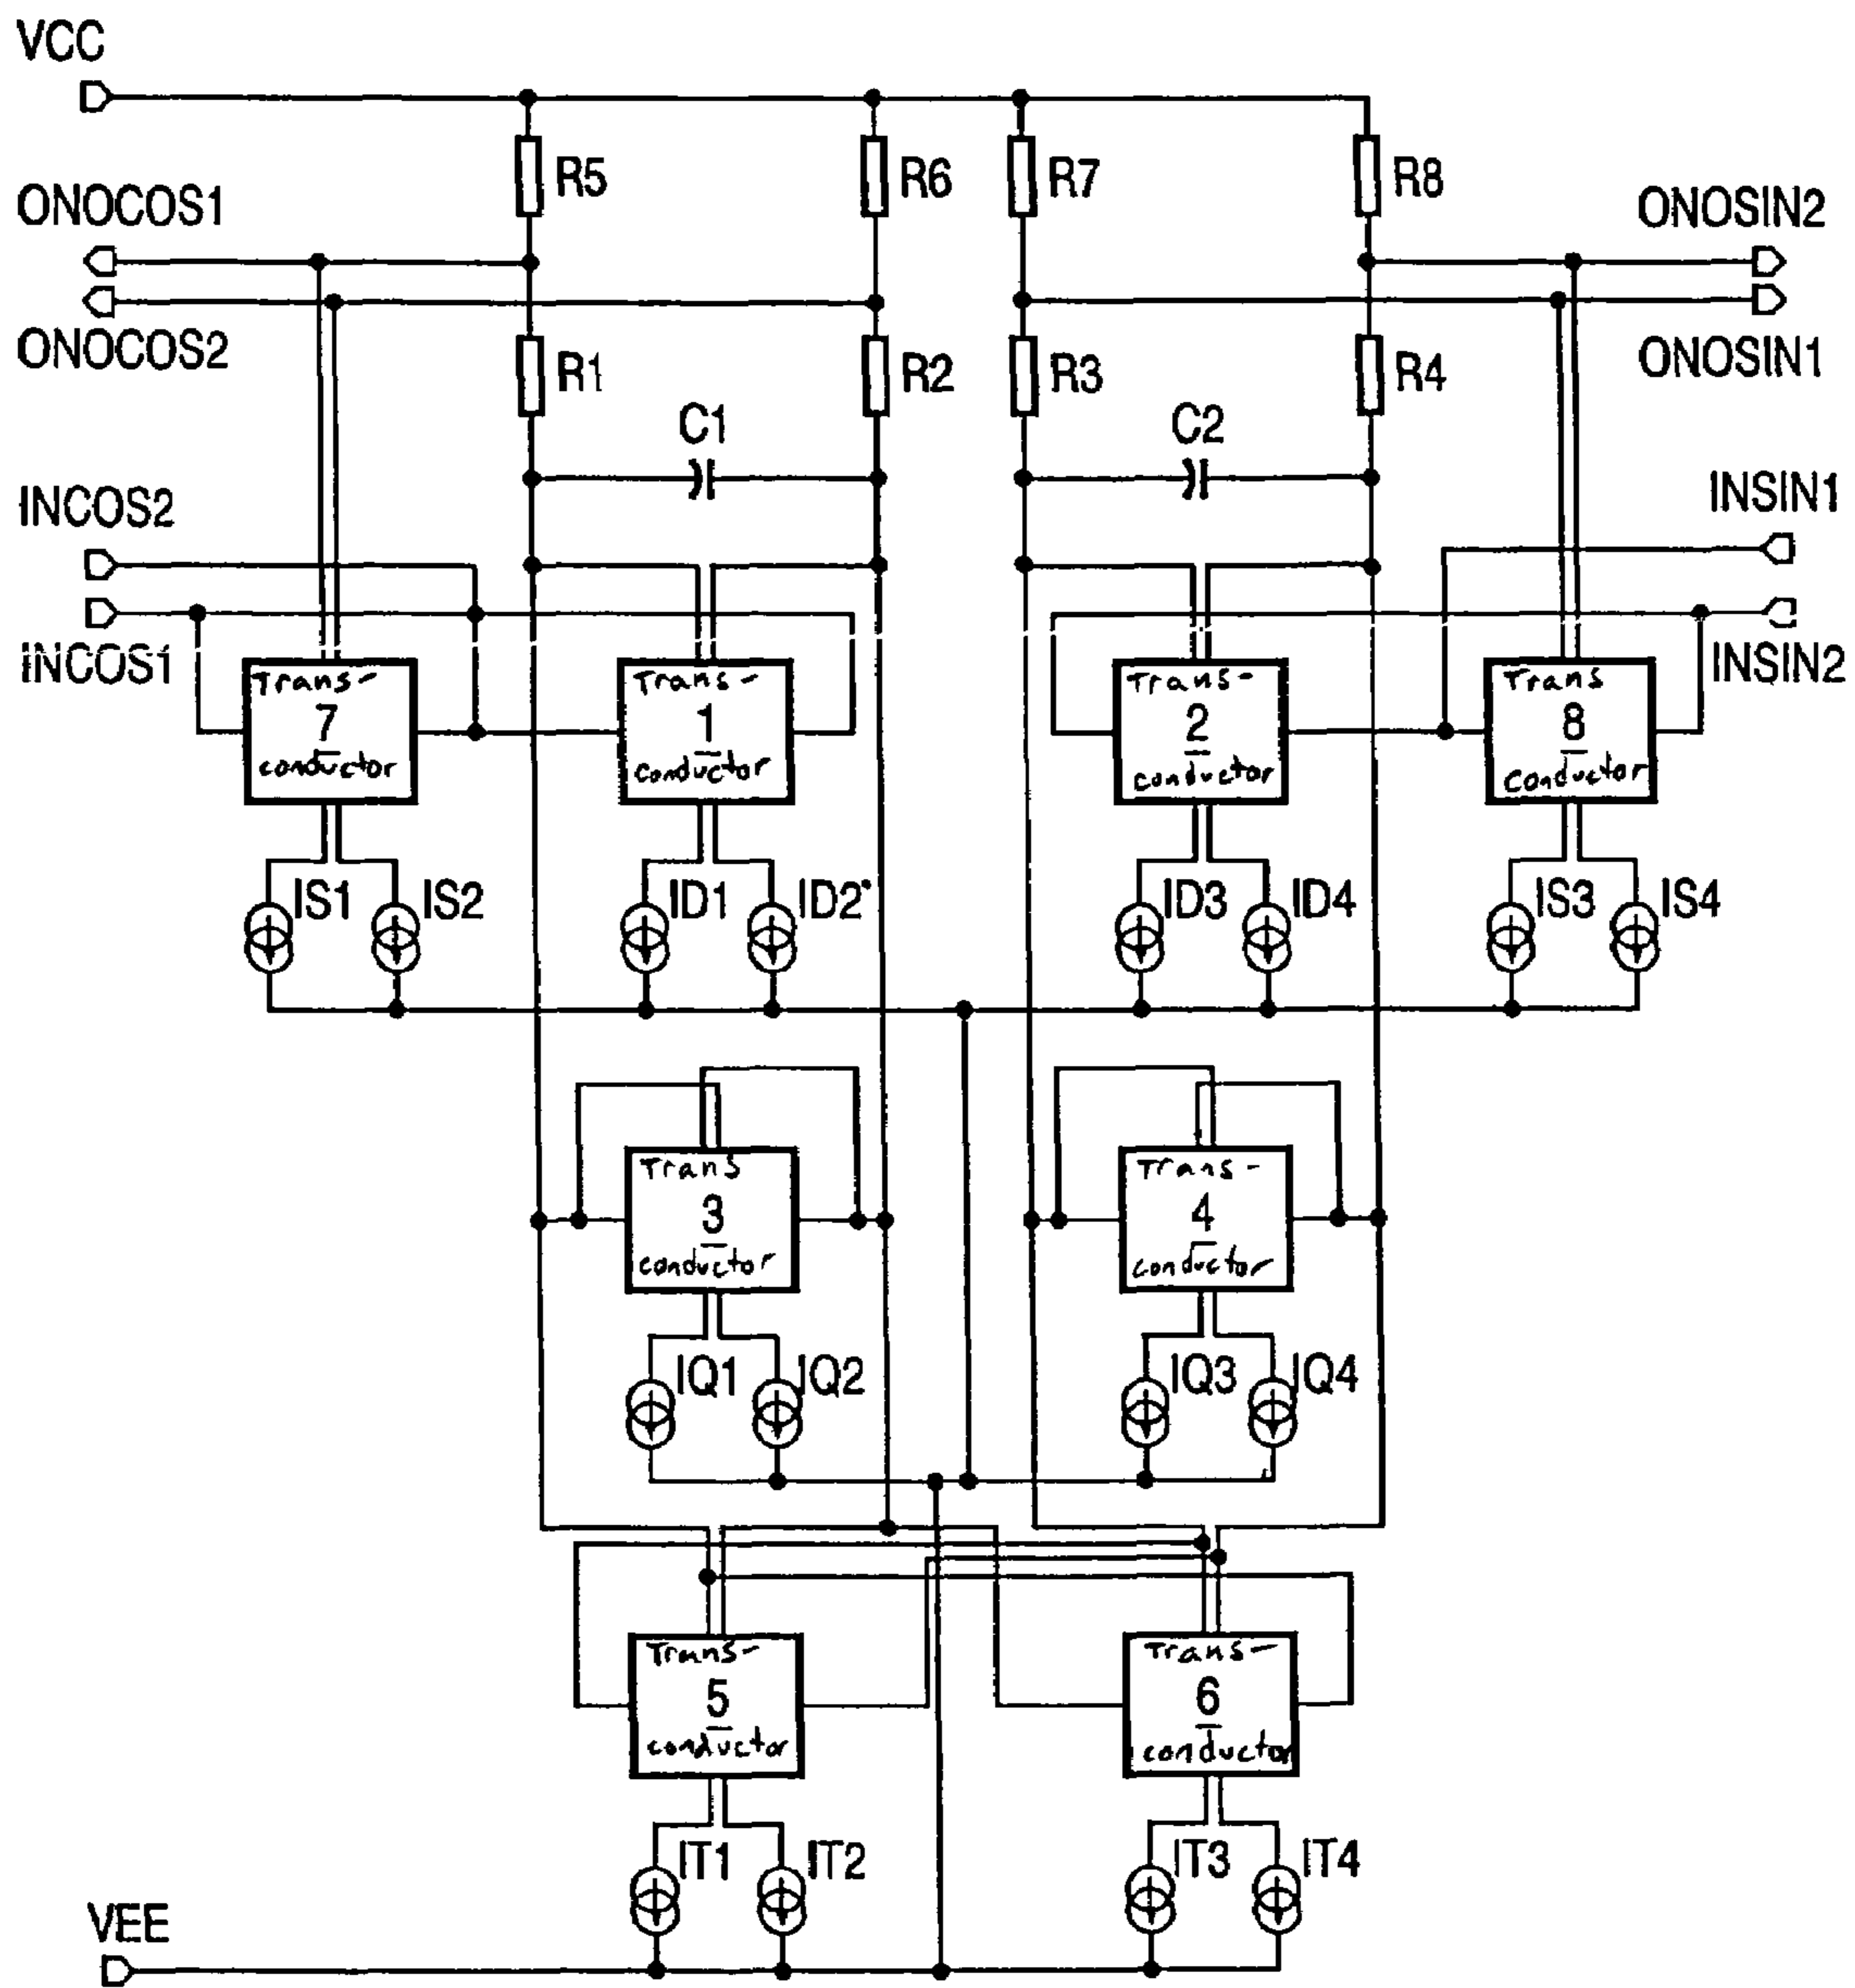 VCC
R5 R6 R7 R8
ONOCOS1 ONOSIN2
ONOCOS2 ONOSIN1
R1 R2 R3 R4
C1 C2
INCOS2 INSIN1
INCOS1 INSIN2
Trans- Trans- Trans- Trans
7 1 2 8
conductor conductor conductor conductor
IS1 IS2 ID1 ID2 ID3 ID4 IS3 IS4
Trans Trans-
3 4
conductor conductor
IQ1 IQ2 IQ3 IQ4
Trans- Trans-
5 6
conductor conductor
IT1 IT2 IT3 IT4
VEE